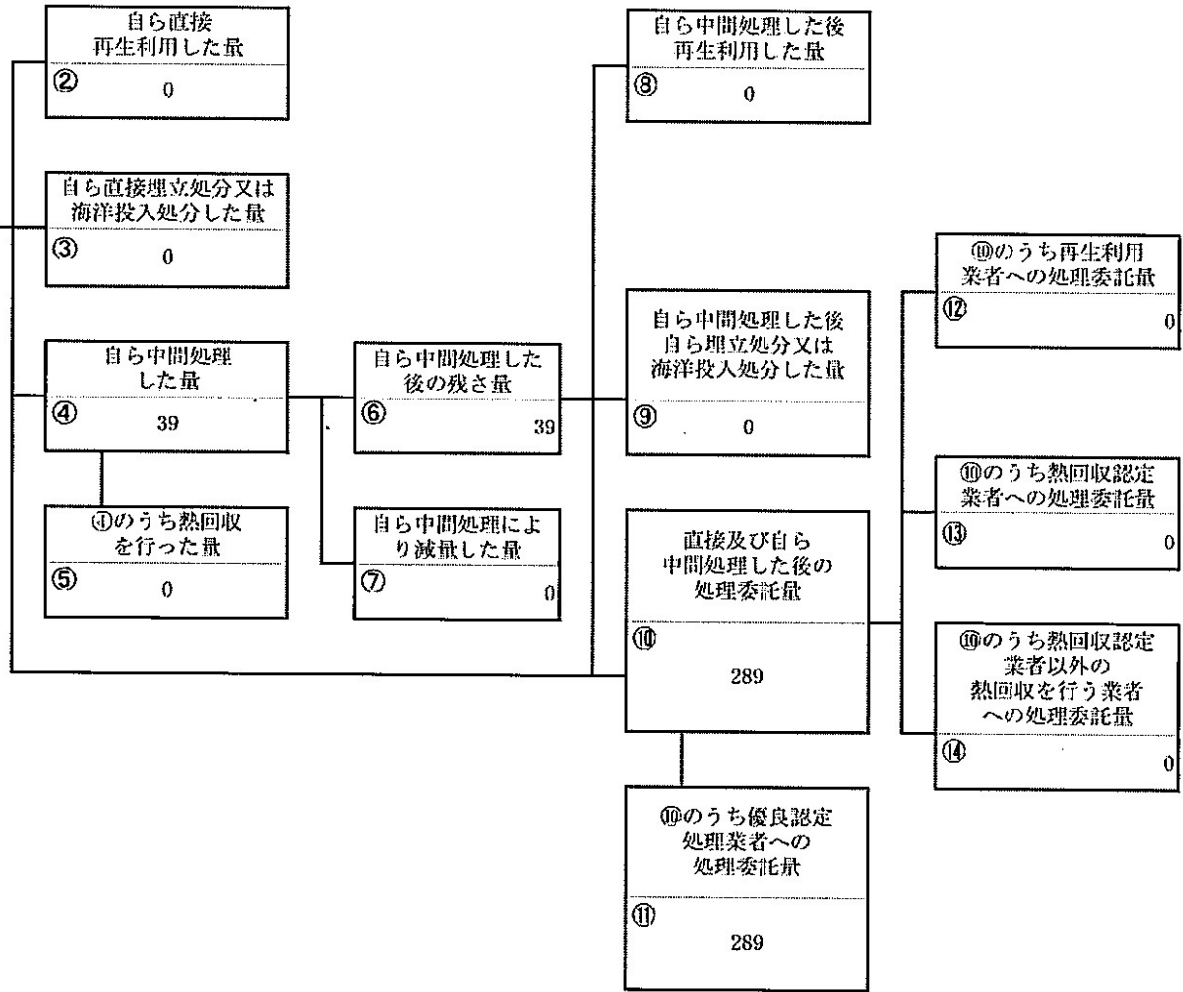 自ら直接
再生利用した量
② 0
自ら直接埋立処分又は
海洋投入処分した量
③ 0
自ら中間処理
した量
④ 39
④のうち熱回収
を行った量
⑤ 0
自ら中間処理した
後の残さ量
⑥ 39
自ら中間処理によ
り減量した量
⑦ 0
自ら中間処理した後
再生利用した量
⑧ 0
自ら中間処理した後
自ら埋立処分又は
海洋投入処分した量
⑨ 0
直接及び自ら
中間処理した後の
処理委託量
⑩
289
⑩のうち優良認定
処理業者への
処理委託量
⑪
289
⑩のうち再生利用
業者への処理委託量
⑫ 0
⑩のうち熱回収認定
業者への処理委託量
⑬ 0
⑩のうち熱回収認定
業者以外の
熱回収を行う業者
への処理委託量
⑭ 0